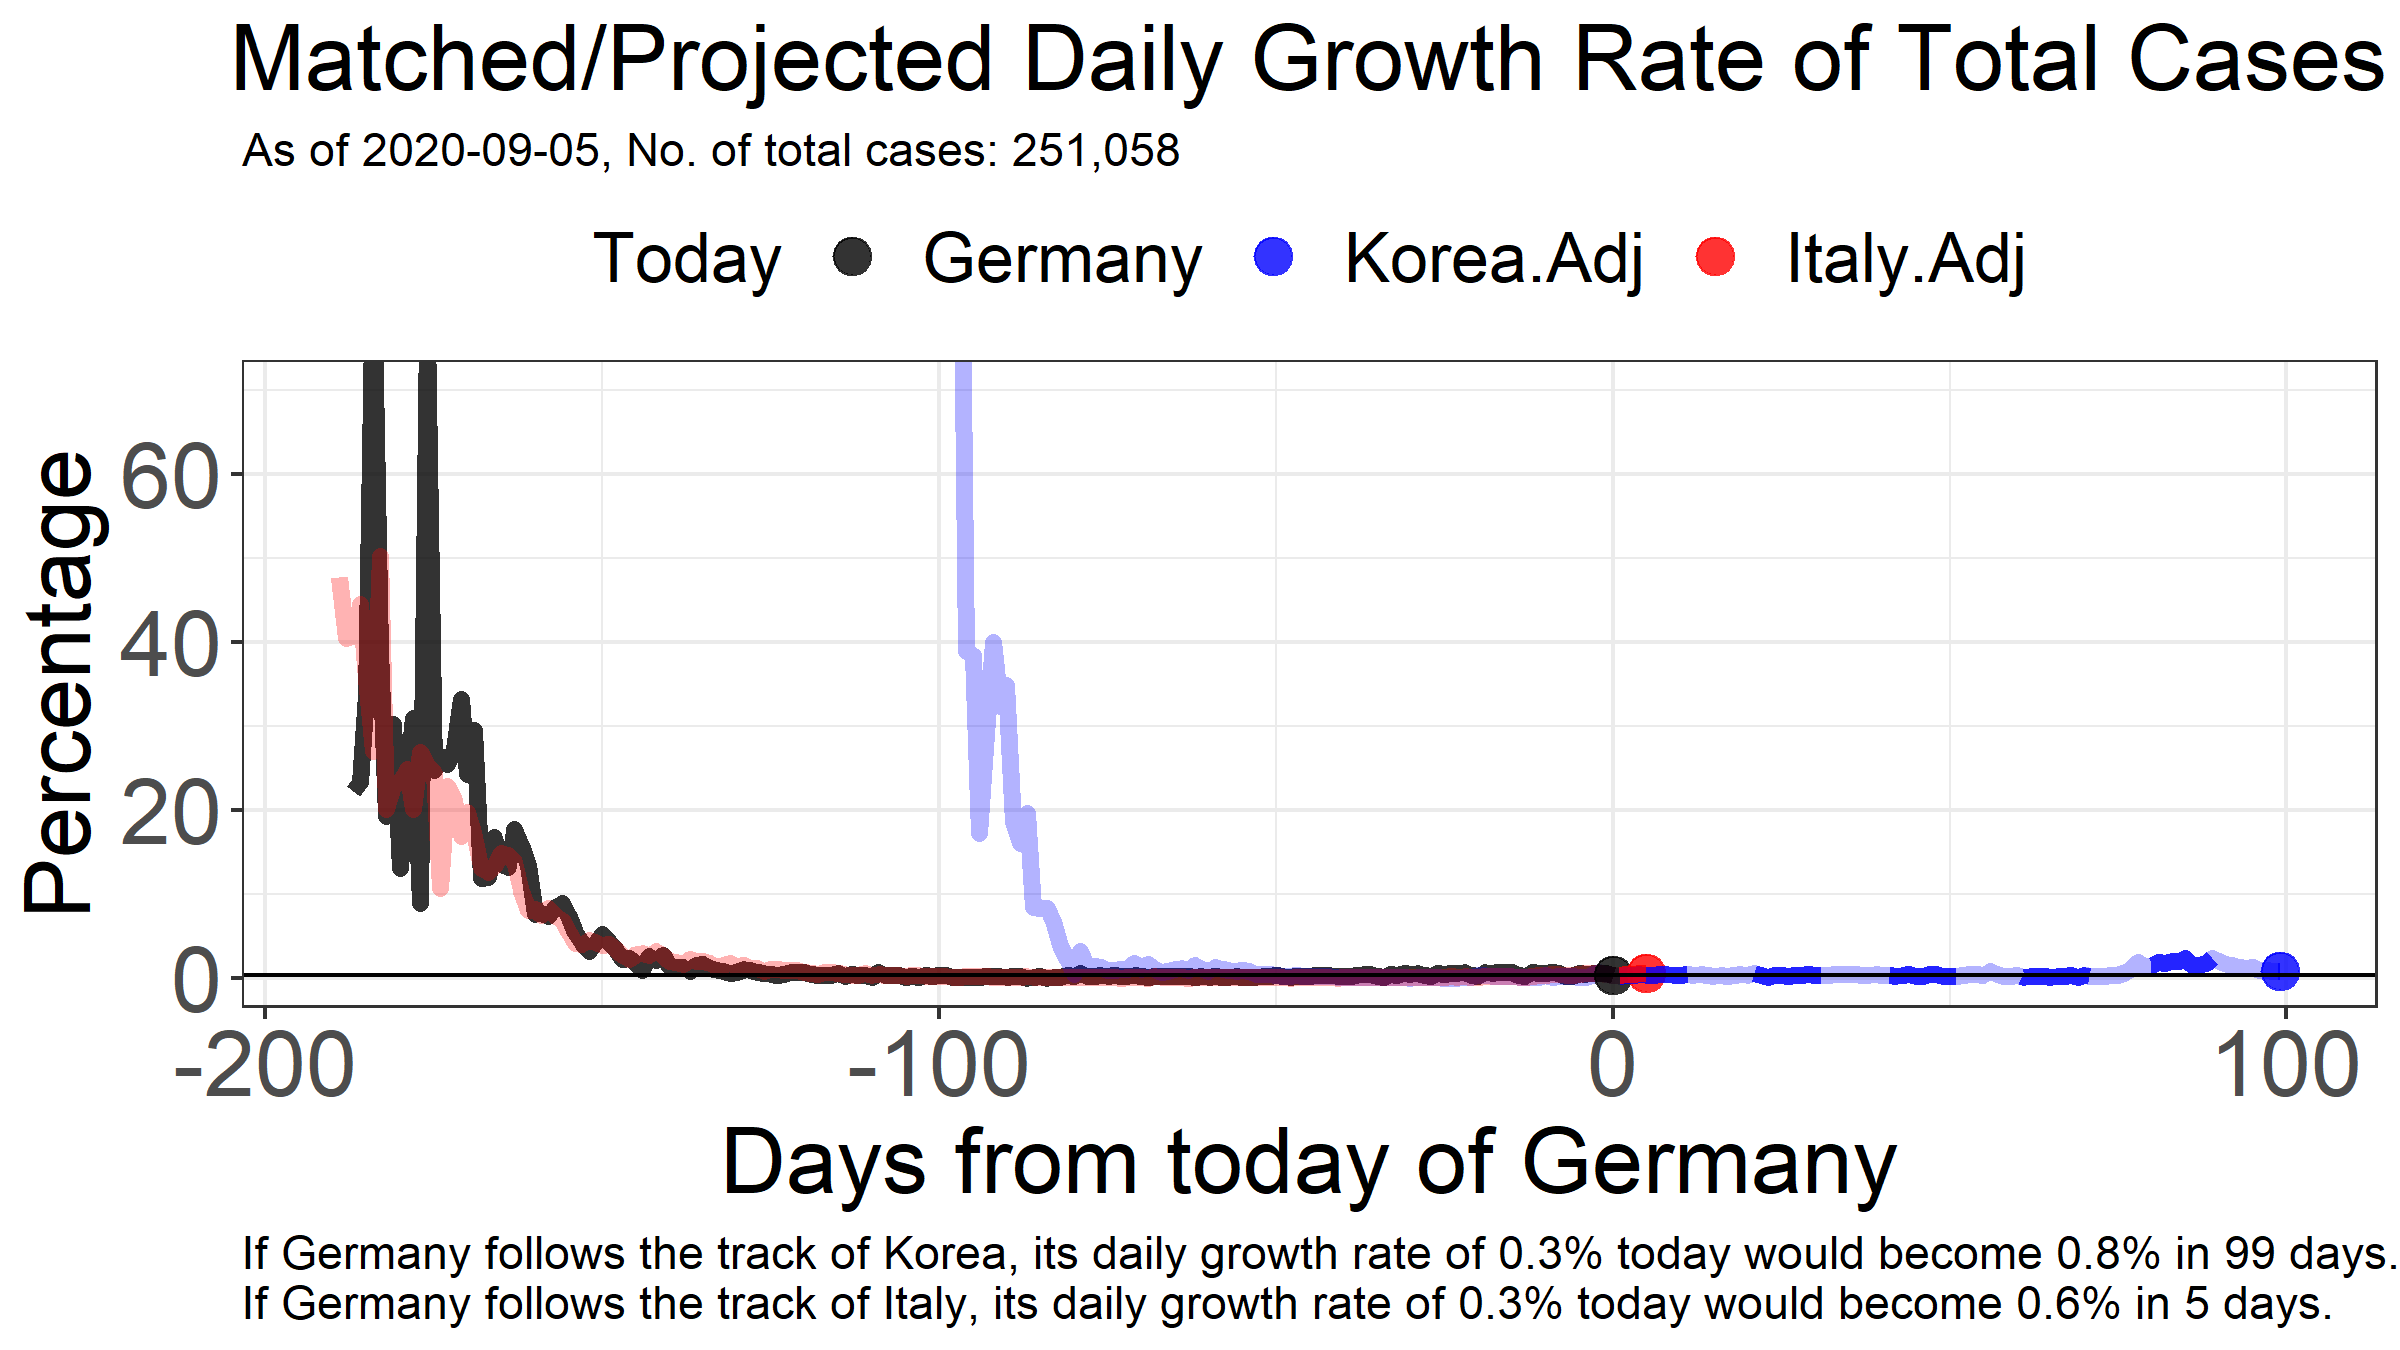 Matched/Projected Daily Growth Rate of Total Cases
As of 2020-09-05, No. of total cases: 251,058
Today Germany Korea.Adj Italy.Adj
Percentage
60
40
20
0
-200 -100 0 100
Days from today of Germany
If Germany follows the track of Korea, its daily growth rate of 0.3% today would become 0.8% in 99 days.
If Germany follows the track of Italy, its daily growth rate of 0.3% today would become 0.6% in 5 days.